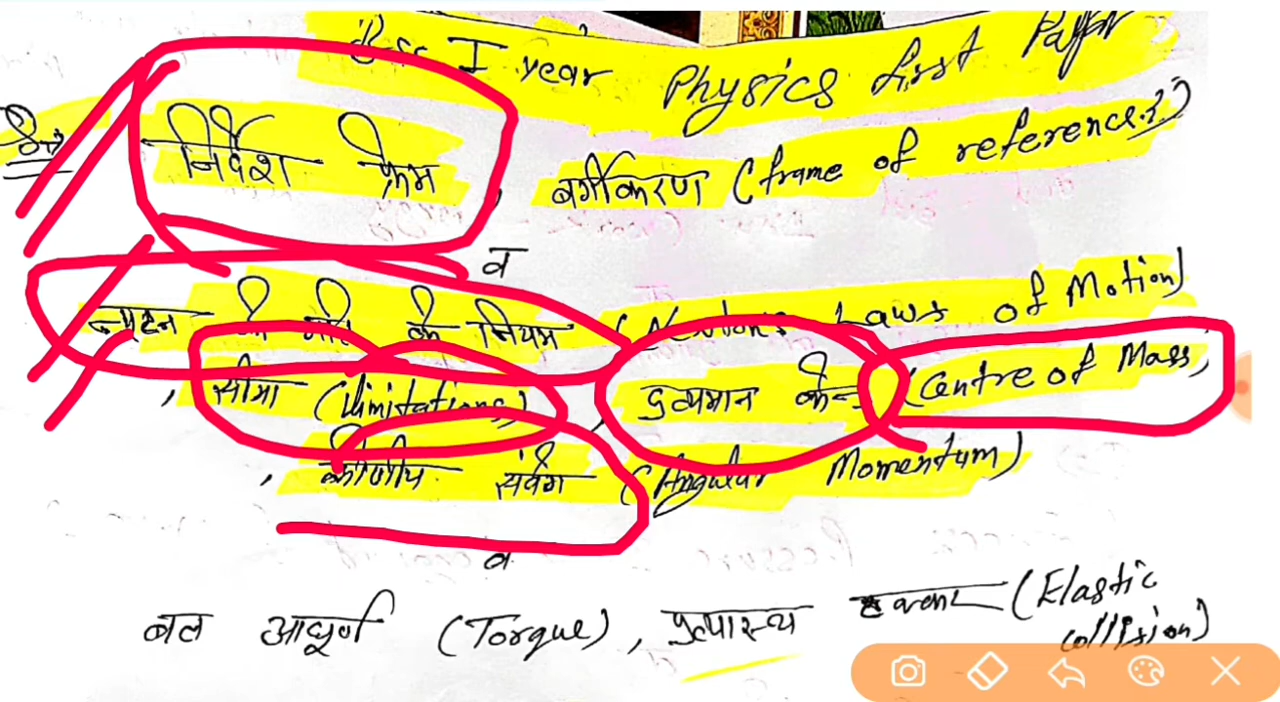 I year Physics first Paper
निर्देश फ्रेम, वर्गीकरण (frame of reference)
व
न्यूटन के गति के नियम (Newton's Laws of Motion)
, सीमा (limitations), द्रव्यमान केन्द्र (Centre of Mass)
, कोणीय संवेग (Angular Momentum)
व
बल आघूर्ण (Torque), प्रत्यास्थ (Elastic
collision)